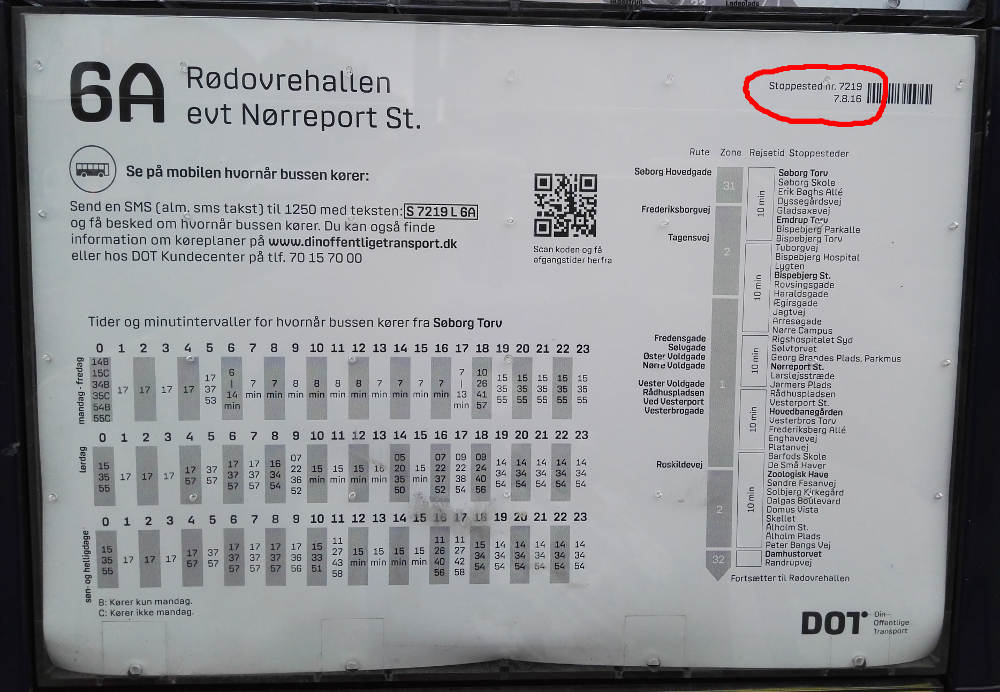 6A
Rødovrehallen
evt Nørreport St.
Stoppested nr. 7219
7.8.16
Se på mobilen hvornår bussen kører:
Send en SMS (alm. sms takst) til 1250 med teksten: S 7219 L 6A
og få besked om hvornår bussen kører. Du kan også finde
information om køreplaner på www.dinoffentligetransport.dk
eller hos DOT Kundecenter på tlf. 70 15 70 00
Scan koden og få
afgangstider herfra
Tider og minutintervaller for hvornår bussen kører fra Søborg Torv
0 1 2 3 4 5 6 7 8 9 10 11 12 13 14 15 16 17 18 19 20 21 22 23
mandag - fredag
14B 6 7 10
15C 17 | | 26 15 15 15 15 15
34B 17 17 17 17 37 14 7 7 8 8 8 8 7 7 7 7 13 41 35 35 35 35 35
35C 53 min min min min min min min min min min min min 57 55 55 55 55 55
54B
55C
0 1 2 3 4 5 6 7 8 9 10 11 12 13 14 15 16 17 18 19 20 21 22 23
lørdag
15 17 17 17 17 37 17 17 16 07 15 15 15 05 15 07 09 09 14 14 14 14 14
35 57 57 37 37 34 22 min min min 20 min 22 22 24 34 34 34 34 34
55 57 57 54 36 35 37 38 40 54 54 54 54 54
52 50 52 54 56
0 1 2 3 4 5 6 7 8 9 10 11 12 13 14 15 16 17 18 19 20 21 22 23
søn- og helligdage
15 17 17 17 17 37 17 17 17 17 15 11 15 15 15 15 11 11 15 14 14 14 14 14
35 57 57 37 37 37 37 33 27 min min min min 26 27 34 34 34 34 34 34
55 57 57 57 57 51 43 40 42 54 54 54 54 54 54
58 56 58
B: Kører kun mandag.
C: Kører ikke mandag.
Rute Zone Rejsetid Stoppesteder
Søborg Hovedgade
Frederiksborgvej
Tagensvej
Fredensgade
Sølvgade
Øster Voldgade
Nørre Voldgade
Vester Voldgade
Rådhuspladsen
Ved Vesterport
Vesterbrogade
Roskildevej
31
2
1
2
32
10 min
10 min
10 min
10 min
10 min
Søborg Torv
Søborg Skole
Erik Bøghs Allé
Dyssegårdsvej
Gladsaxevej
Emdrup Torv
Bispebjerg Parkalle
Bispebjerg Torv
Tuborgvej
Bispebjerg Hospital
Lygten
Bispebjerg St.
Rovsingsgade
Haraldsgade
Ægirsgade
Jagtvej
Arresøgade
Nørre Campus
Rigshospitalet Syd
Sølvtorvet
Georg Brandes Plads, Parkmus
Nørreport St.
Larslejsstræde
Jarmers Plads
Rådhuspladsen
Vesterport St.
Hovedbanegården
Vesterbros Torv
Frederiksberg Allé
Enghavevej
Platanvej
Barfods Skole
De Små Haver
Zoologisk Have
Søndre Fasanvej
Solbjerg Kirkegård
Dalgas Boulevard
Domus Vista
Skellet
Ålholm St.
Ålholm Plads
Peter Bangs Vej
Damhustorvet
Randrupvej
Fortsætter til Rødovrehallen
DOT
Din
Offentlige
Transport